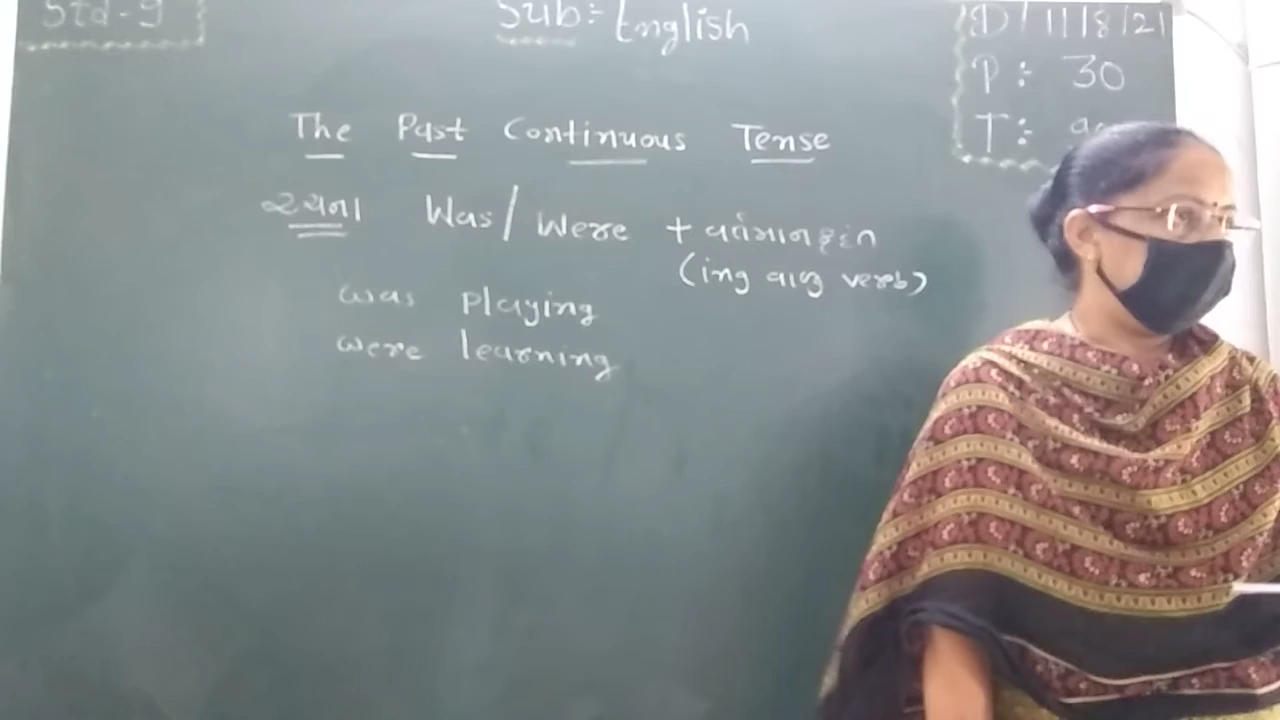 Std-9
Sub:- English
D / 11/8/21
P : 30
T :
The Past Continuous Tense
રચના Was/ Were + વર્તમાનકૃદંત
(ing વાળુ verb)
was playing
were learning